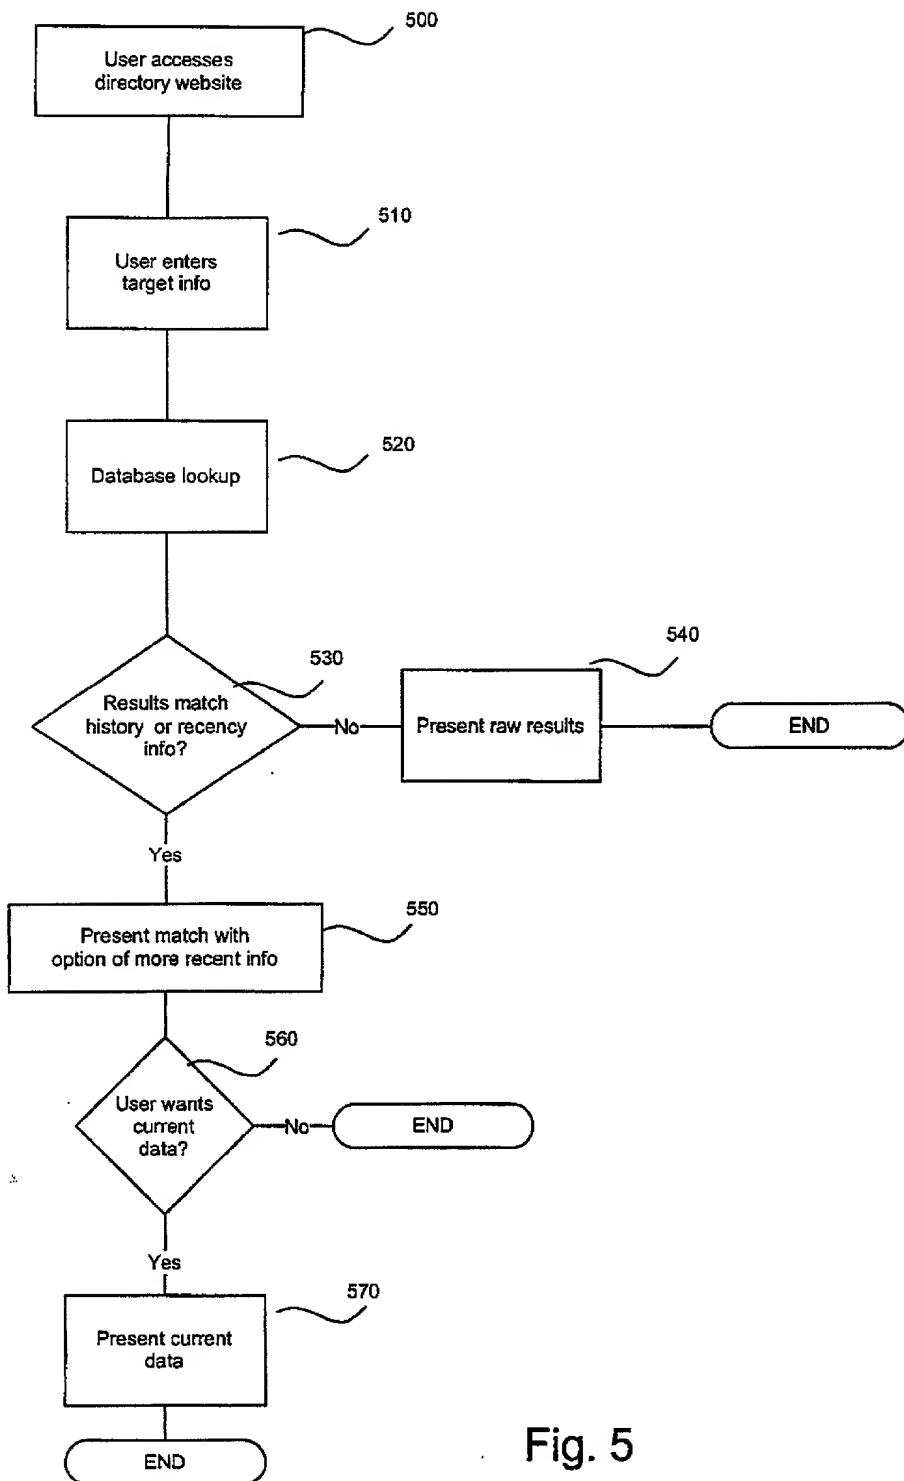 500
User accesses
directory website
510
User enters
target info
520
Database lookup
530
Results match
history or recency
info?
No
540
Present raw results
END
Yes
550
Present match with
option of more recent info
560
User wants
current
data?
No
END
Yes
570
Present current
data
END
Fig. 5